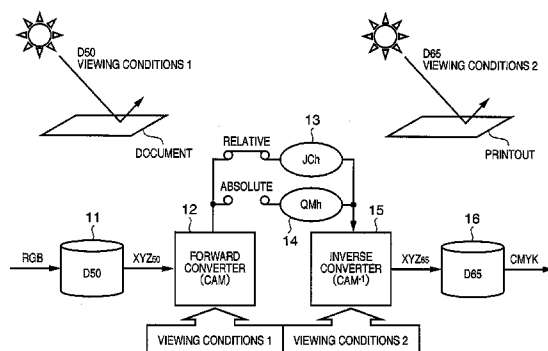 D50
VIEWING CONDITIONS 1
DOCUMENT
D65
VIEWING CONDITIONS 2
PRINTOUT
13
RELATIVE
JCh
ABSOLUTE
QMh
14
11
12
15
16
RGB
D50
XYZ50
FORWARD
CONVERTER
(CAM)
INVERSE
CONVERTER
(CAM-1)
XYZ65
D65
CMYK
VIEWING CONDITIONS 1
VIEWING CONDITIONS 2